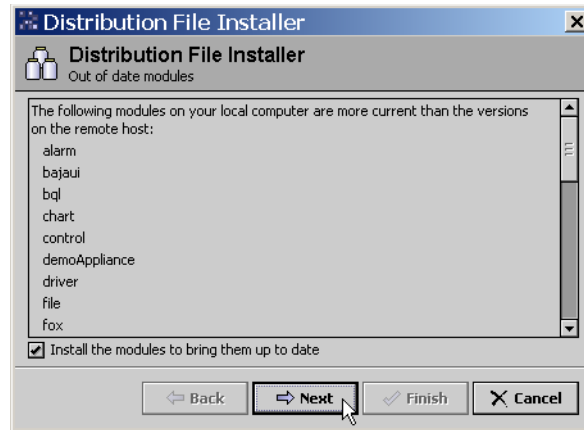 Distribution File Installer
Distribution File Installer
Out of date modules
The following modules on your local computer are more current than the versions
on the remote host:
alarm
bajaui
bql
chart
control
demoAppliance
driver
file
fox
Install the modules to bring them up to date
Back Next Finish Cancel